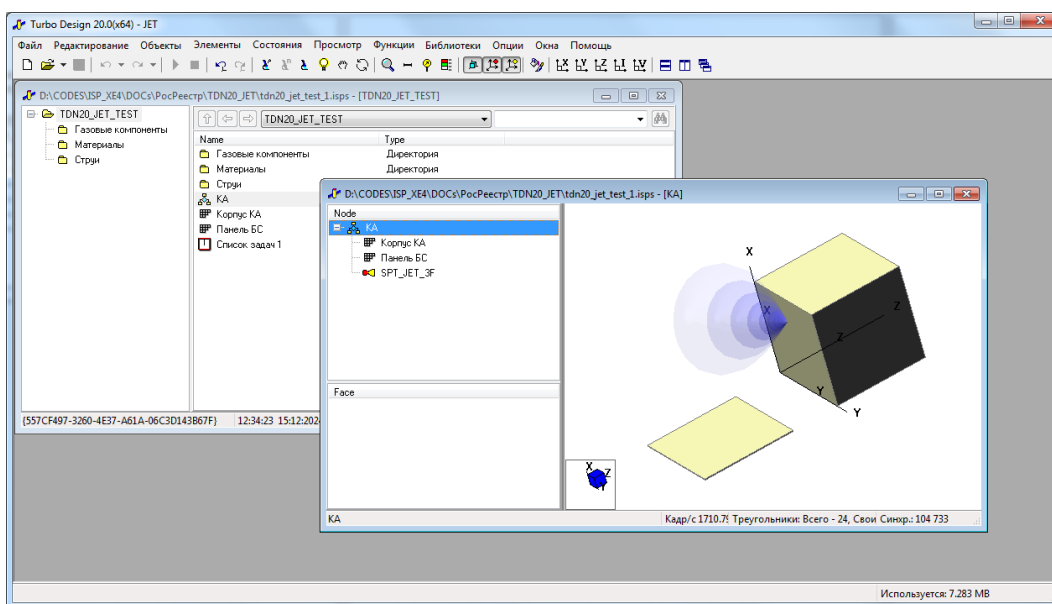 Turbo Design 20.0(x64) - JET
Файл Редактирование Объекты Элементы Состояния Просмотр Функции Библиотеки Опции Окна Помощь
D:\CODES\ISP_XE4\DOCs\РосРеестр\TDN20_JET\tdn20_jet_test_1.isps - [TDN20_JET_TEST]
TDN20_JET_TEST
Газовые компоненты
Материалы
Струи
TDN20_JET_TEST
Name Type
Газовые компоненты Директория
Материалы Директория
Струи
КА
Корпус КА
Панель БС
Список задач 1
{557CF497-3260-4E37-A61A-06C3D143B67F} 12:34:23 15:12:202
D:\CODES\ISP_XE4\DOCs\РосРеестр\TDN20_JET\tdn20_jet_test_1.isps - [КА]
Node
КА
Корпус КА
Панель БС
SPT_JET_3F
Face
X
X
Z
Z
Y
Y
X
Z
Y
КА
Кадр/с 1710.7 Треугольники: Всего - 24, Свои Синхр.: 104 733
Используется: 7.283 MB